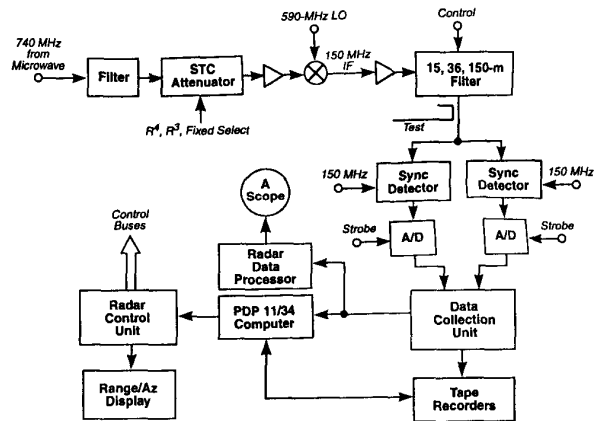 590-MHz LO
Control
740 MHz
from
Microwave
Filter
STC
Attenuator
150 MHz
IF
15, 36, 150-m
Filter
R⁴, R³, Fixed Select
Test
150 MHz
Sync
Detector
Sync
Detector
150 MHz
A
Scope
Control
Buses
Strobe
A/D
A/D
Strobe
Radar
Data
Processor
Radar
Control
Unit
PDP 11/34
Computer
Data
Collection
Unit
Range/Az
Display
Tape
Recorders